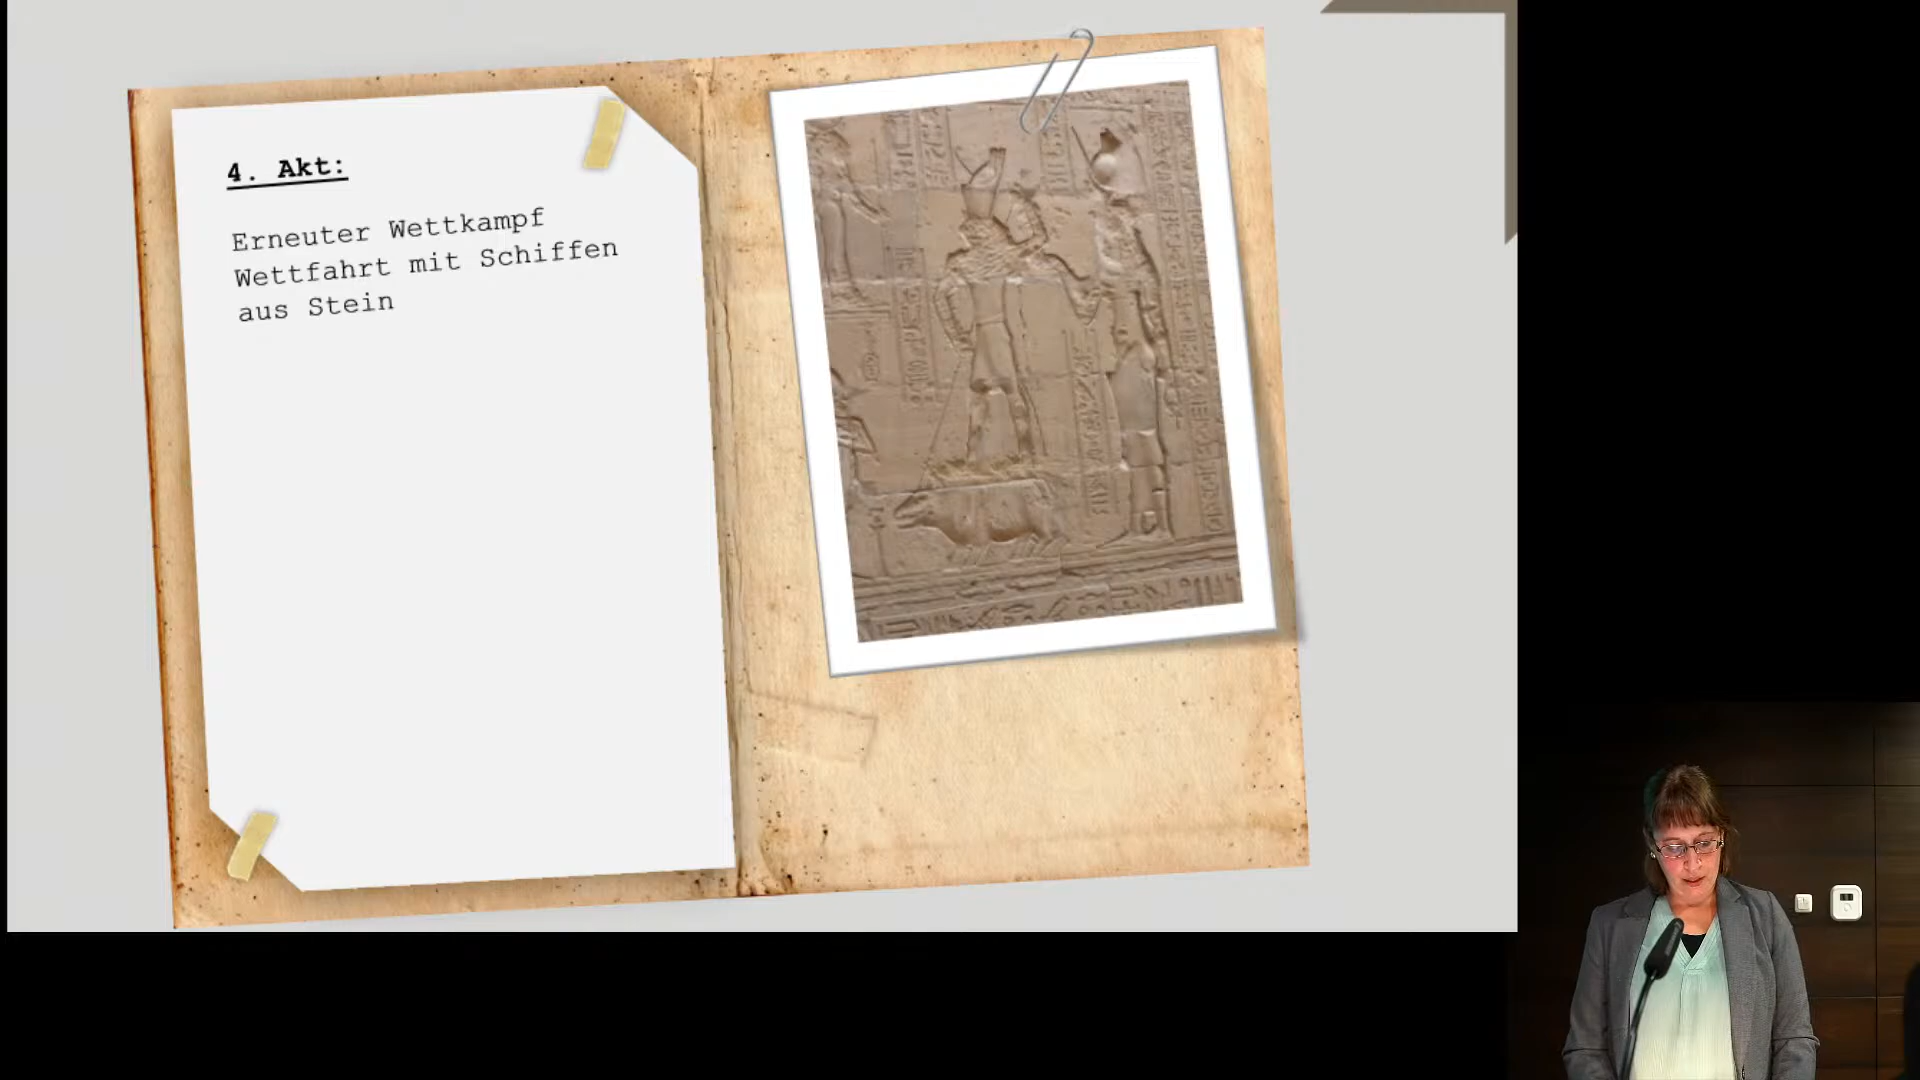 4. Akt:
Erneuter Wettkampf
Wettfahrt mit Schiffen
aus Stein